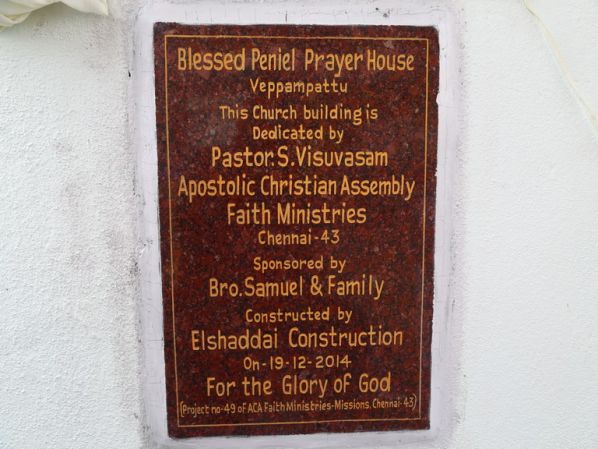 Blessed Peniel Prayer House
Veppampattu
This Church building is
Dedicated by
Pastor.S.Visuvasam
Apostolic Christian Assembly
Faith Ministries
Chennai-43
Sponsored by
Bro.Samuel & Family
Constructed by
Elshaddai Construction
On-19-12-2014
For the Glory of God
(Project no-49 of ACA Faith Ministries-Missions, Chennai-43)